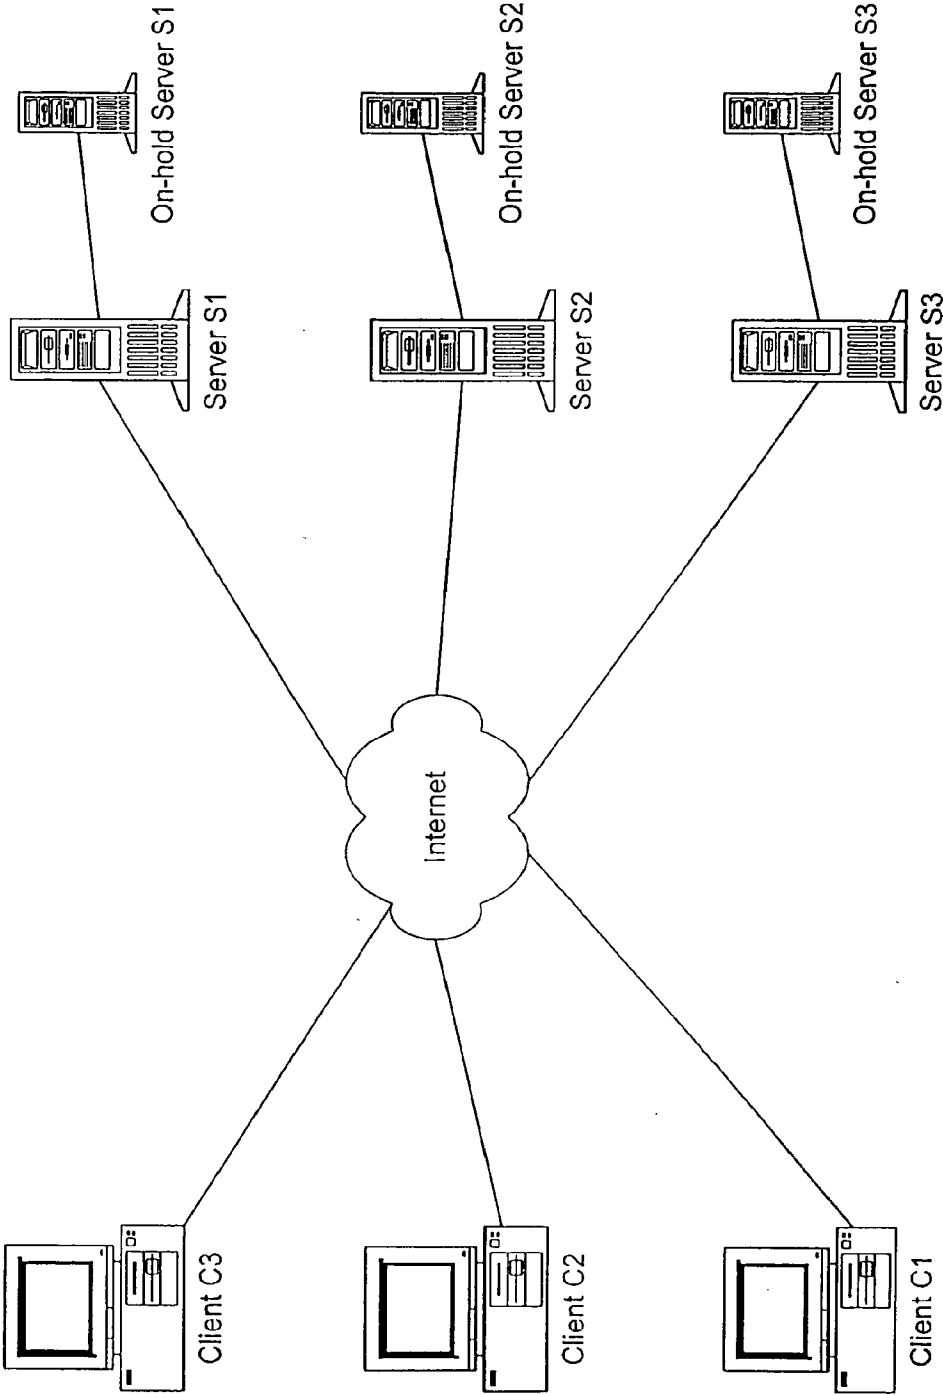 On-hold Server S1
Server S1
Client C3
On-hold Server S2
Server S2
Internet
Client C2
On-hold Server S3
Server S3
Client C1